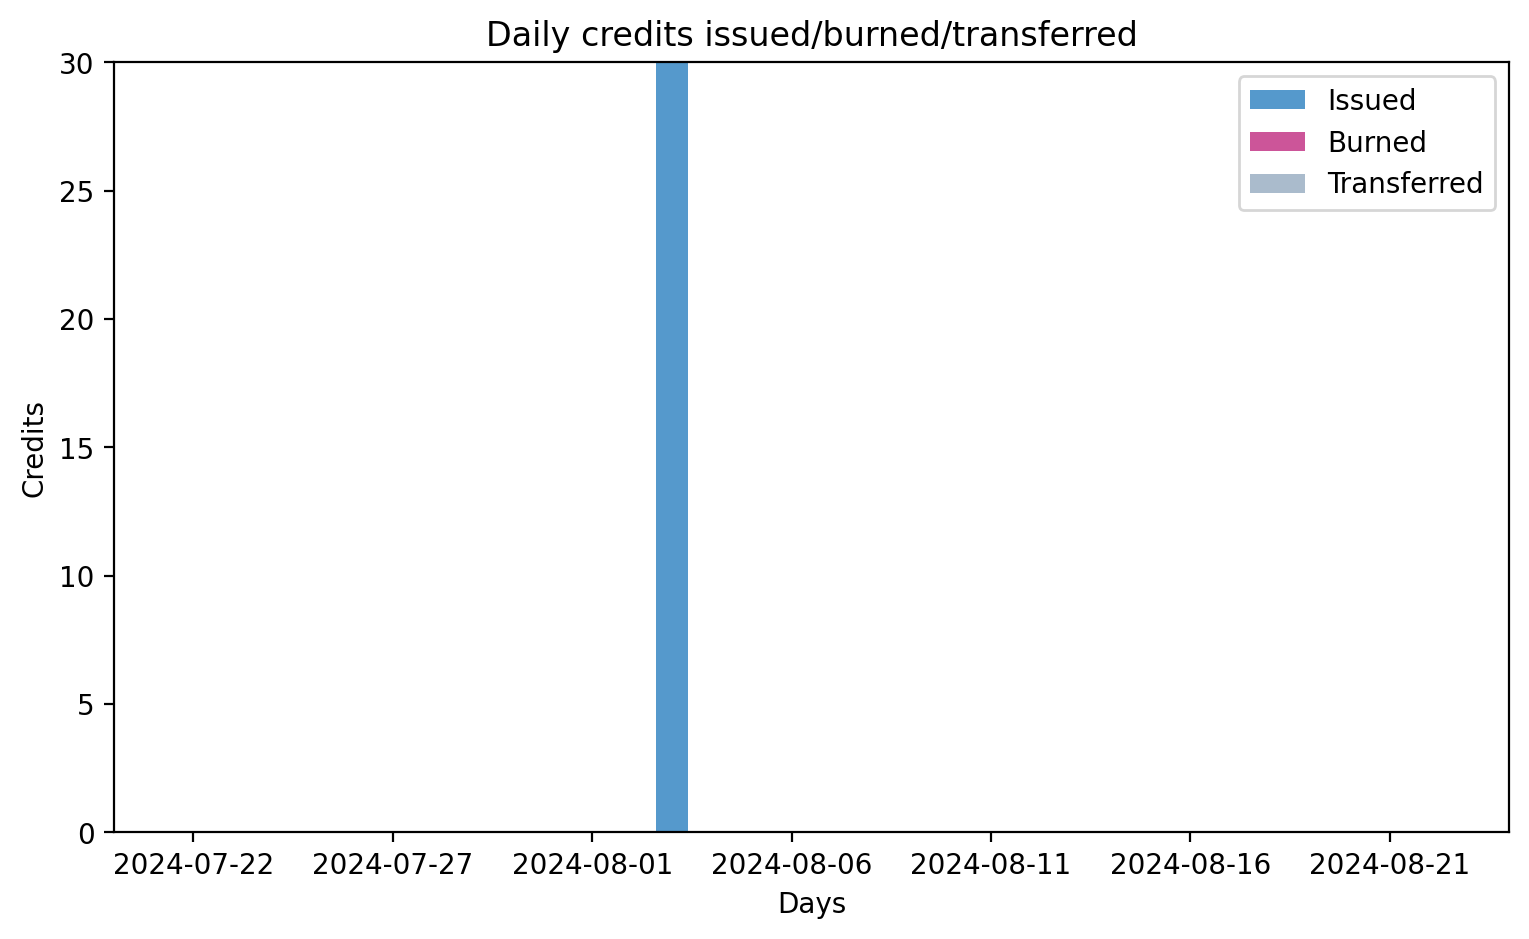 Daily credits issued/burned/transferred
30
25
20
15
10
5
0
Credits
Issued
Burned
Transferred
2024-07-22 2024-07-27 2024-08-01 2024-08-06 2024-08-11 2024-08-16 2024-08-21
Days